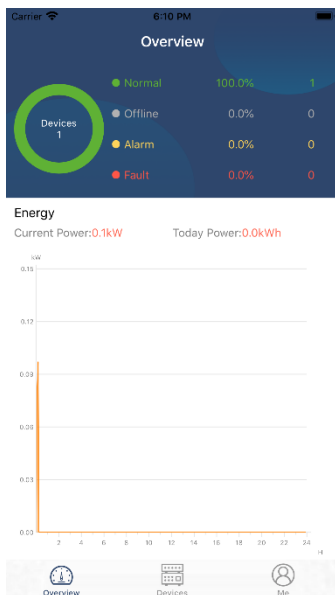 Carrier 6:10 PM
Overview
Devices
1
Normal 100.0% 1
Offline 0.0% 0
Alarm 0.0% 0
Fault 0.0% 0
Energy
Current Power:0.1kW Today Power:0.0kWh
kW
0.15
0.12
0.09
0.06
0.03
0.00
2 4 6 8 10 12 14 16 18 20 22 24
H
Overview Devices Me